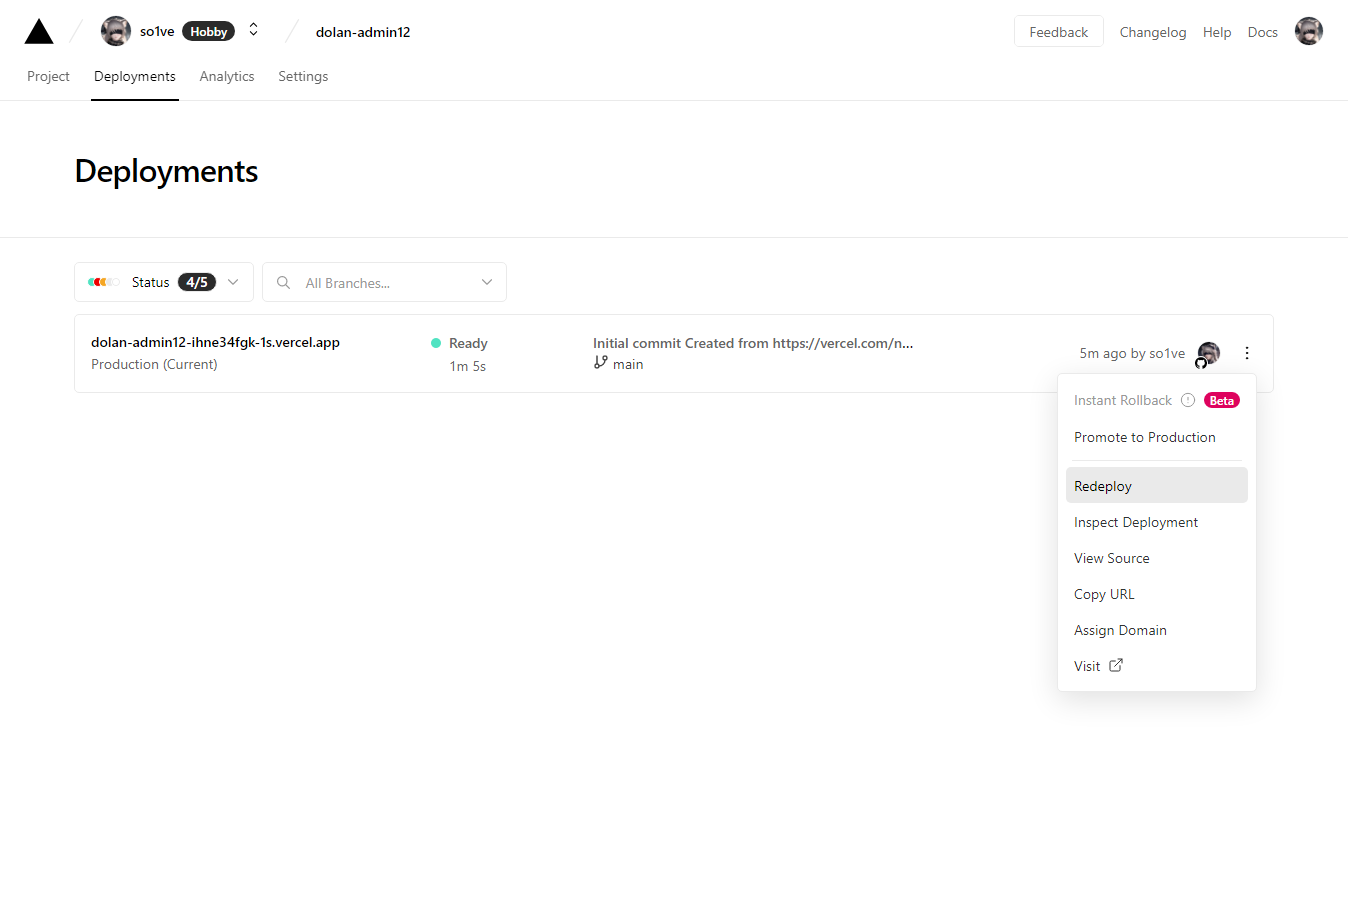 so1ve Hobby dolan-admin12 Feedback Changelog Help Docs
Project Deployments Analytics Settings
Deployments
Status 4/5 All Branches...
dolan-admin12-ihne34fgk-1s.vercel.app Ready Initial commit Created from https://vercel.com/n...
Production (Current) 1m 5s main
5m ago by so1ve
Instant Rollback Beta
Promote to Production
Redeploy
Inspect Deployment
View Source
Copy URL
Assign Domain
Visit